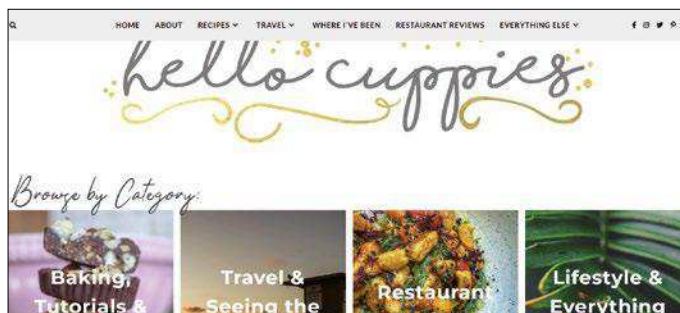 HOME ABOUT RECIPES TRAVEL WHERE I'VE BEEN RESTAURANT REVIEWS EVERYTHING ELSE
hello cuppies
Browse by Category:
Baking,
Tutorials &
Travel &
Seeing the
Restaurant
Lifestyle &
Everything